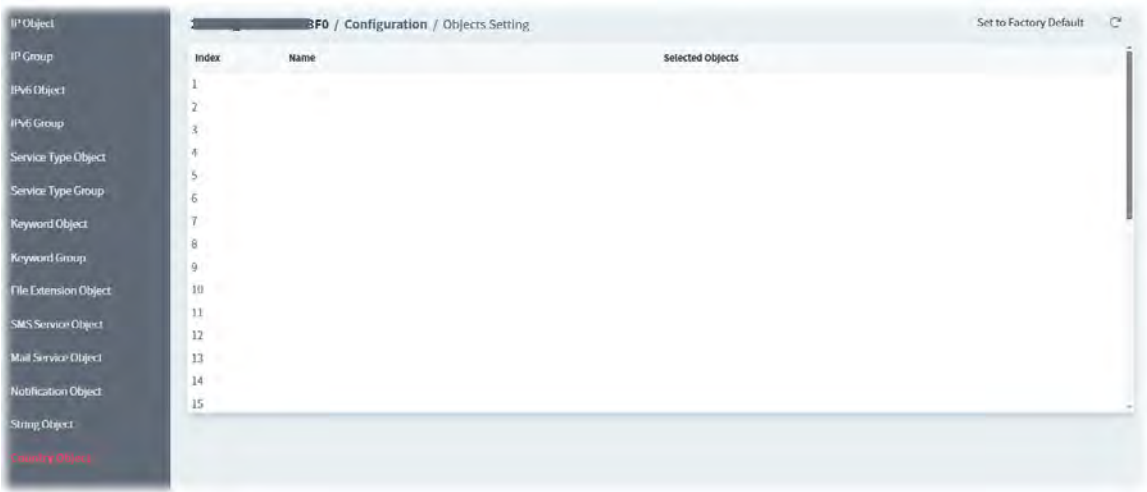 IP Object
IP Group
IPv6 Object
IPv6 Group
Service Type Object
Service Type Group
Keyword Object
Keyword Group
File Extension Object
SMS Service Object
Mail Service Object
Notification Object
String Object
Object
BF0 / Configuration / Objects Setting
Set to Factory Default
Index Name Selected Objects
1
2
3
4
5
6
7
8
9
10
11
12
13
14
15